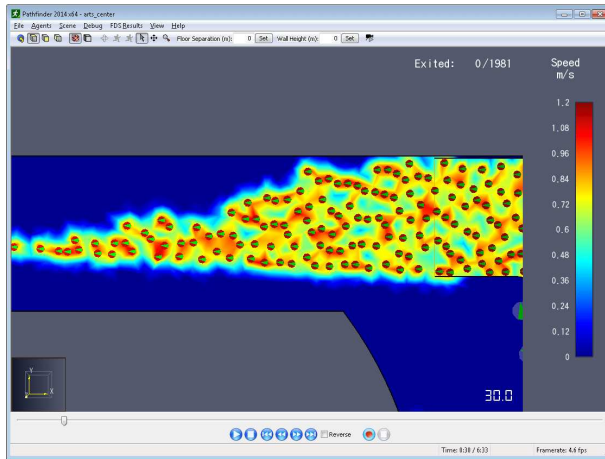 Pathfinder 2014 x64 - arts_center
File Agents Scene Debug FDS Results View Help
Floor Separation (m): 0 Set Wall Height (m): 0 Set
Exited: 0/1981
Speed
m/s
1.2
1.08
0.96
0.84
0.72
0.6
0.48
0.36
0.24
0.12
0
Y
X
30.0
Reverse
Time: 0:30 / 6:33 Framerate: 4.6 fps